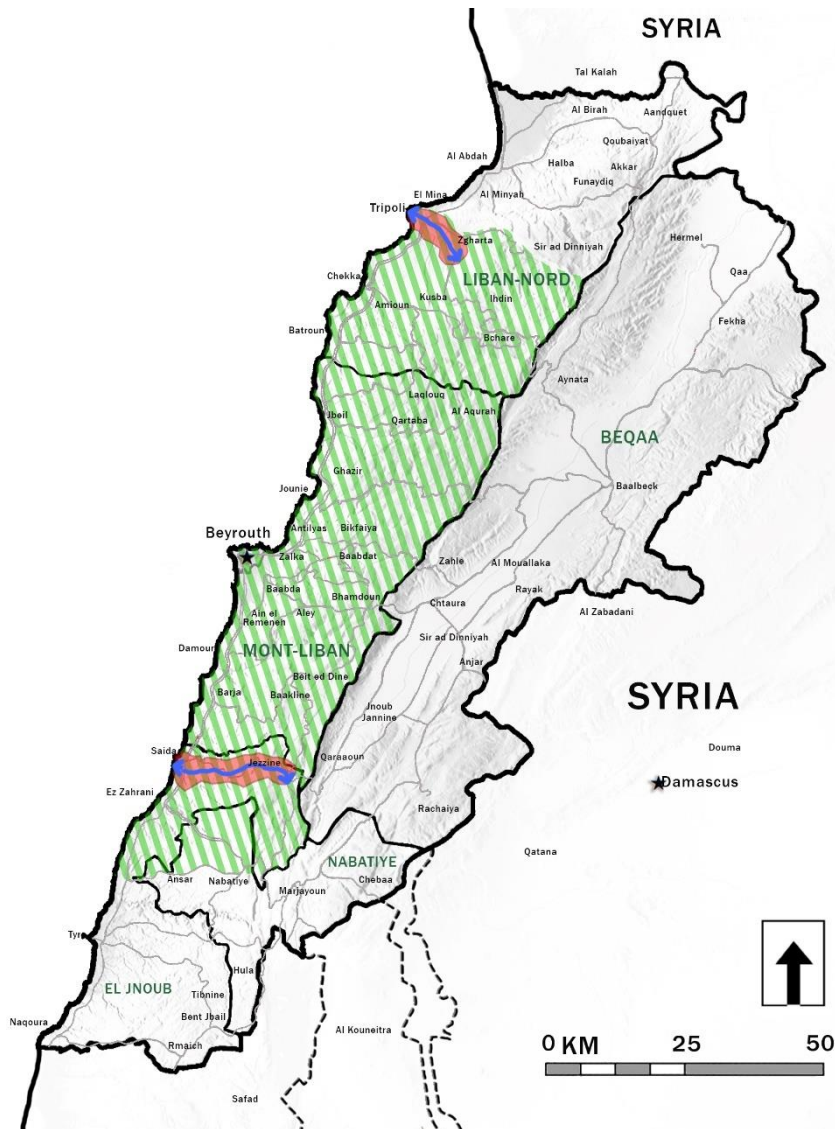 SYRIA
Tal Kalah
Al Birah
Aandquet
Qoubaiyat
Al Abdah
Halba
Akkar
Funaydiq
El Mina
Al Minyah
Tripoli
Zgharta
Sir ad Dinniyah
Hermel
Chekka
LIBAN-NORD
Qaa
Kusba
Ihdin
Amioun
Fekha
Batroun
Bchare
Aynata
Laqlouq
Jbeil
Qartaba
Al Aqurah
BEQAA
Ghazir
Baalbeck
Jounie
Beyrouth
Antilyas
Bikfaiya
Zalka
Baabdat
Zahle
Al Mouallaka
Baabda
Bhamdoun
Rayak
Chtaura
Al Zabadani
Ain el
Remenen
Aley
Sir ad Dinniyah
Damour
MONT-LIBAN
Anjar
Beit ed Dine
SYRIA
Barja
Baakline
Jnoub
Jannine
Saida
Jezzine
Qaraaoun
Douma
Damascus
Ez Zahrani
Rachaiya
Qatana
NABATIYE
Ansar
Nabatiye
Chebaa
Marjayoun
Tyr
Hula
EL JNOUB
Tibnine
Naqoura
Bent Jbail
Al Kouneitra
Rmaich
0 KM 25 50
Safad